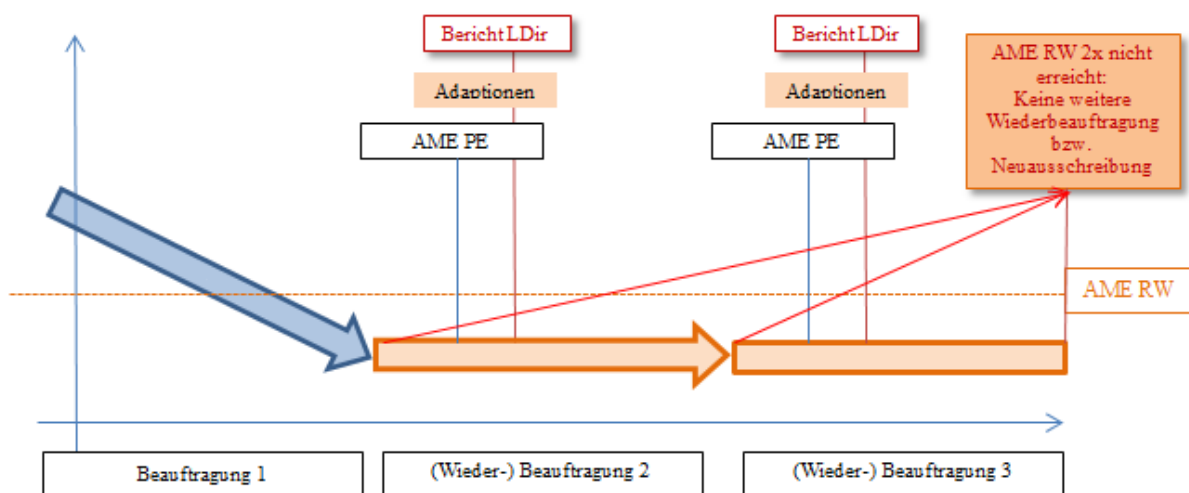 Bericht LDir
Adaptionen
AME PE
Bericht LDir
Adaptionen
AME PE
AME RW 2x nicht
erreicht:
Keine weitere
Wiederbeauftragung
bzw.
Neuausschreibung
AME RW
Beauftragung 1
(Wieder-) Beauftragung 2
(Wieder-) Beauftragung 3